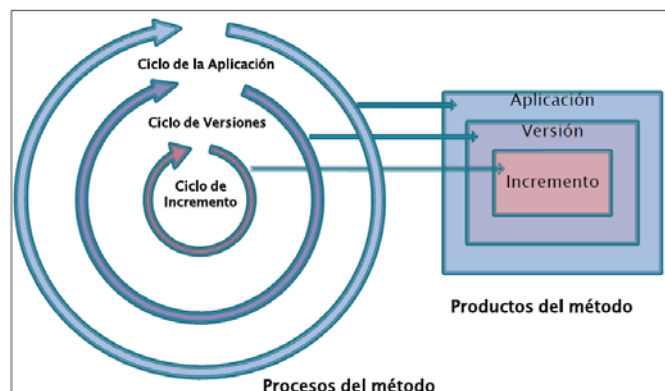 Ciclo de la Aplicación
Ciclo de Versiones
Ciclo de
Incremento
Aplicación
Versión
Incremento
Productos del método
Procesos del método